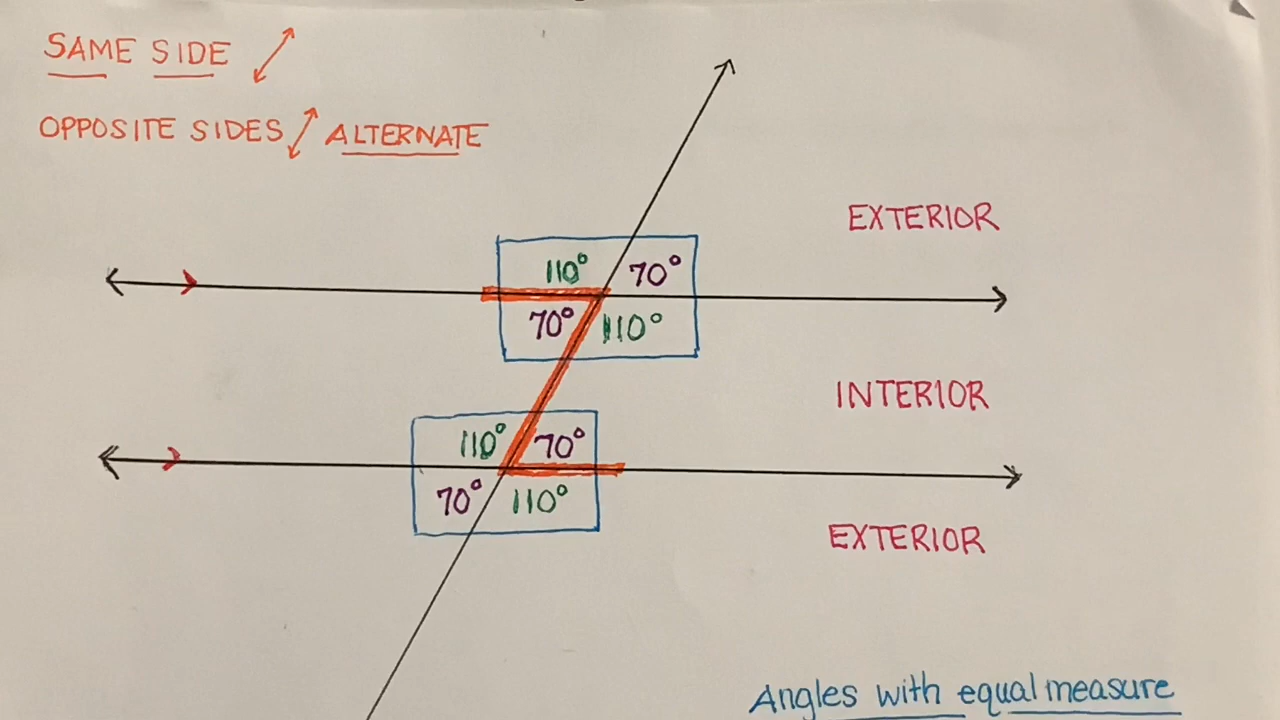 SAME SIDE
OPPOSITE SIDES ALTERNATE
EXTERIOR
110° 70°
70° 110°
INTERIOR
110° 70°
70° 110°
EXTERIOR
Angles with equal measure